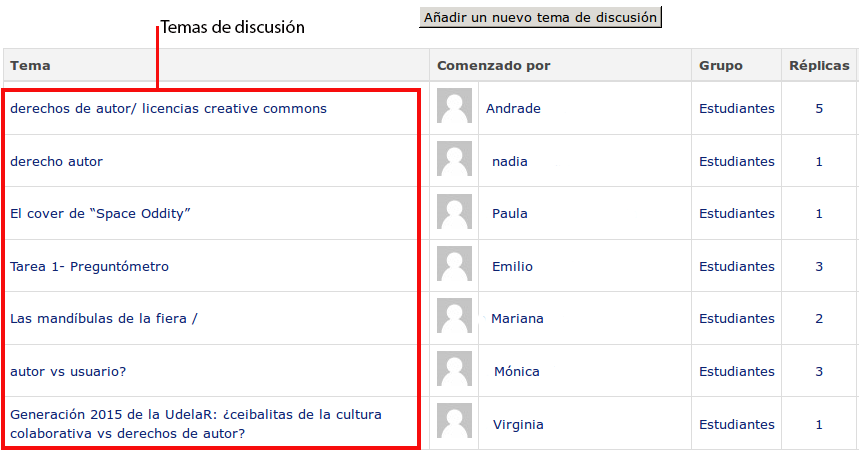 Temas de discusión
Añadir un nuevo tema de discusión
Tema Comenzado por Grupo Réplicas
derechos de autor/ licencias creative commons Andrade Estudiantes 5
derecho autor nadia Estudiantes 1
El cover de “Space Oddity” Paula Estudiantes 1
Tarea 1- Preguntómetro Emilio Estudiantes 3
Las mandíbulas de la fiera / Mariana Estudiantes 2
autor vs usuario? Mónica Estudiantes 3
Generación 2015 de la UdelaR: ¿ceibalitas de la cultura
colaborativa vs derechos de autor? Virginia Estudiantes 1